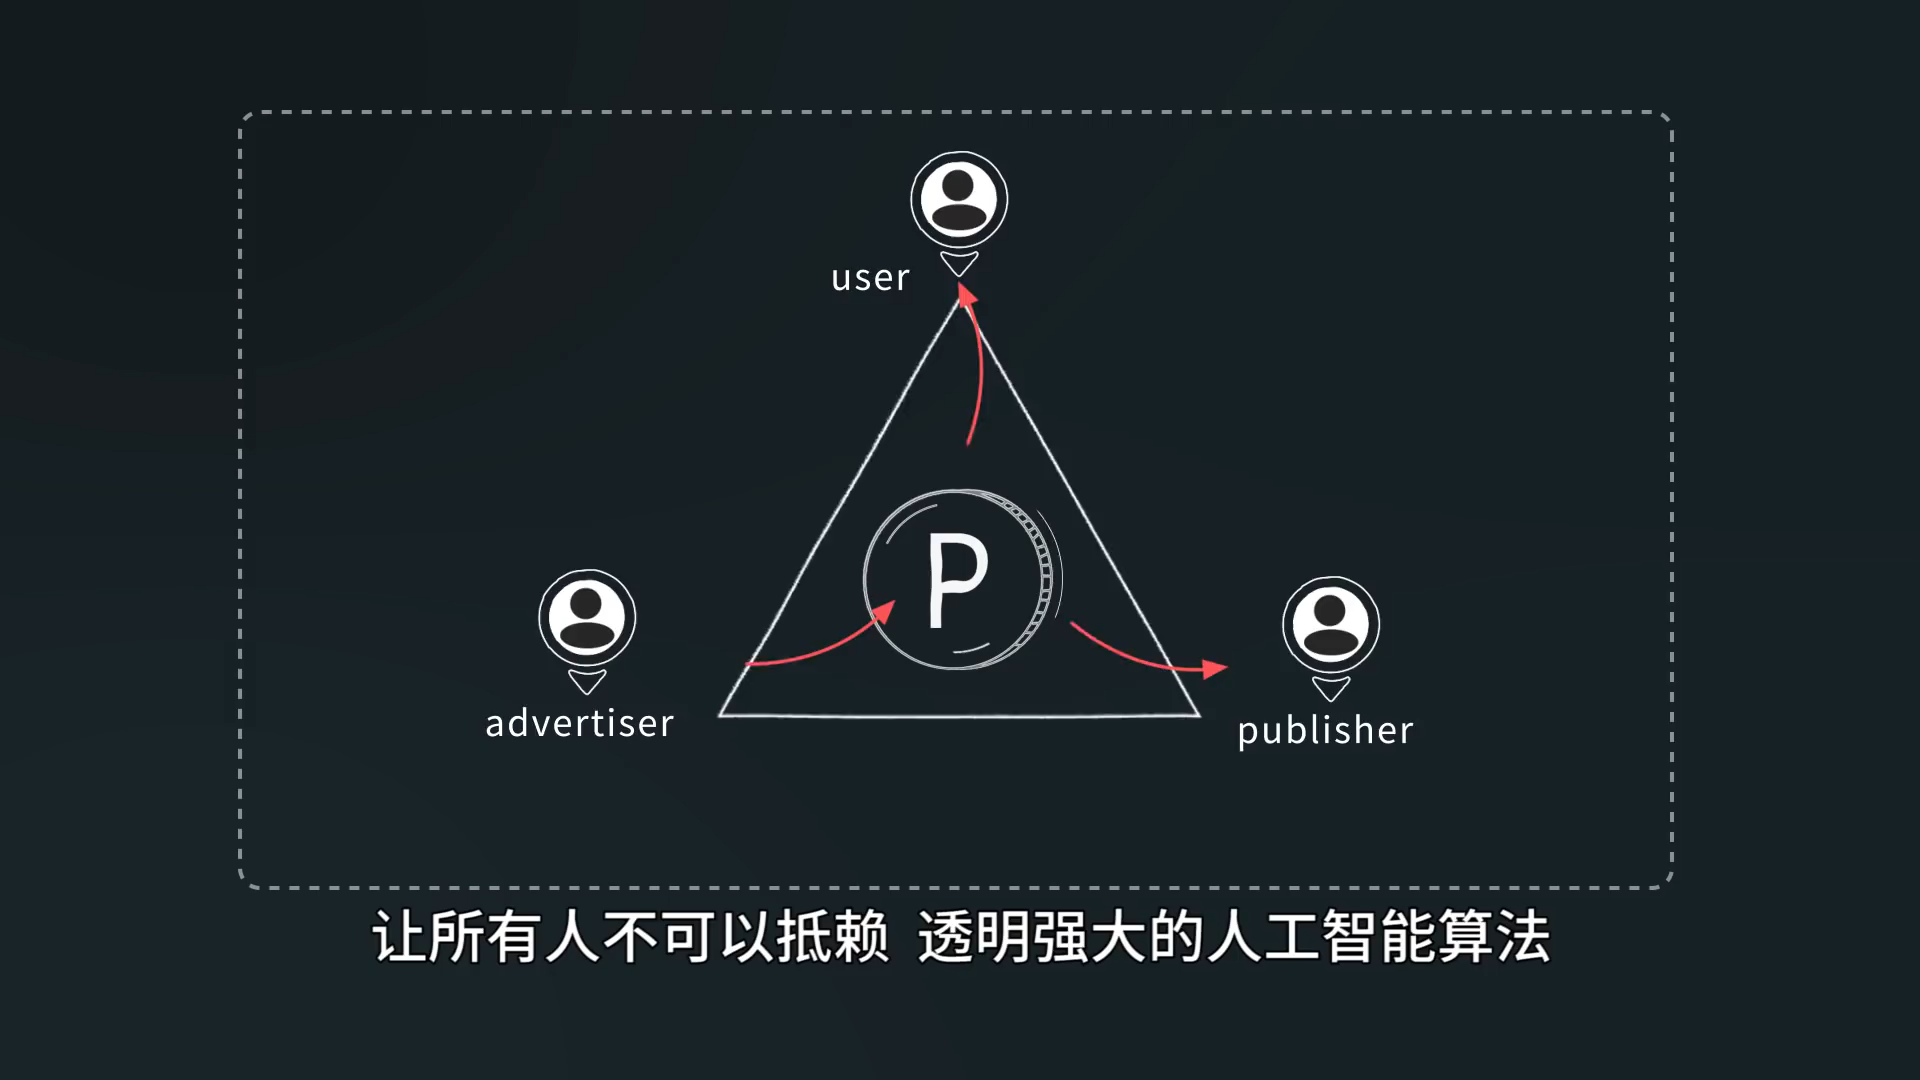 user
P
advertiser
publisher
让所有人不可以抵赖 透明强大的人工智能算法